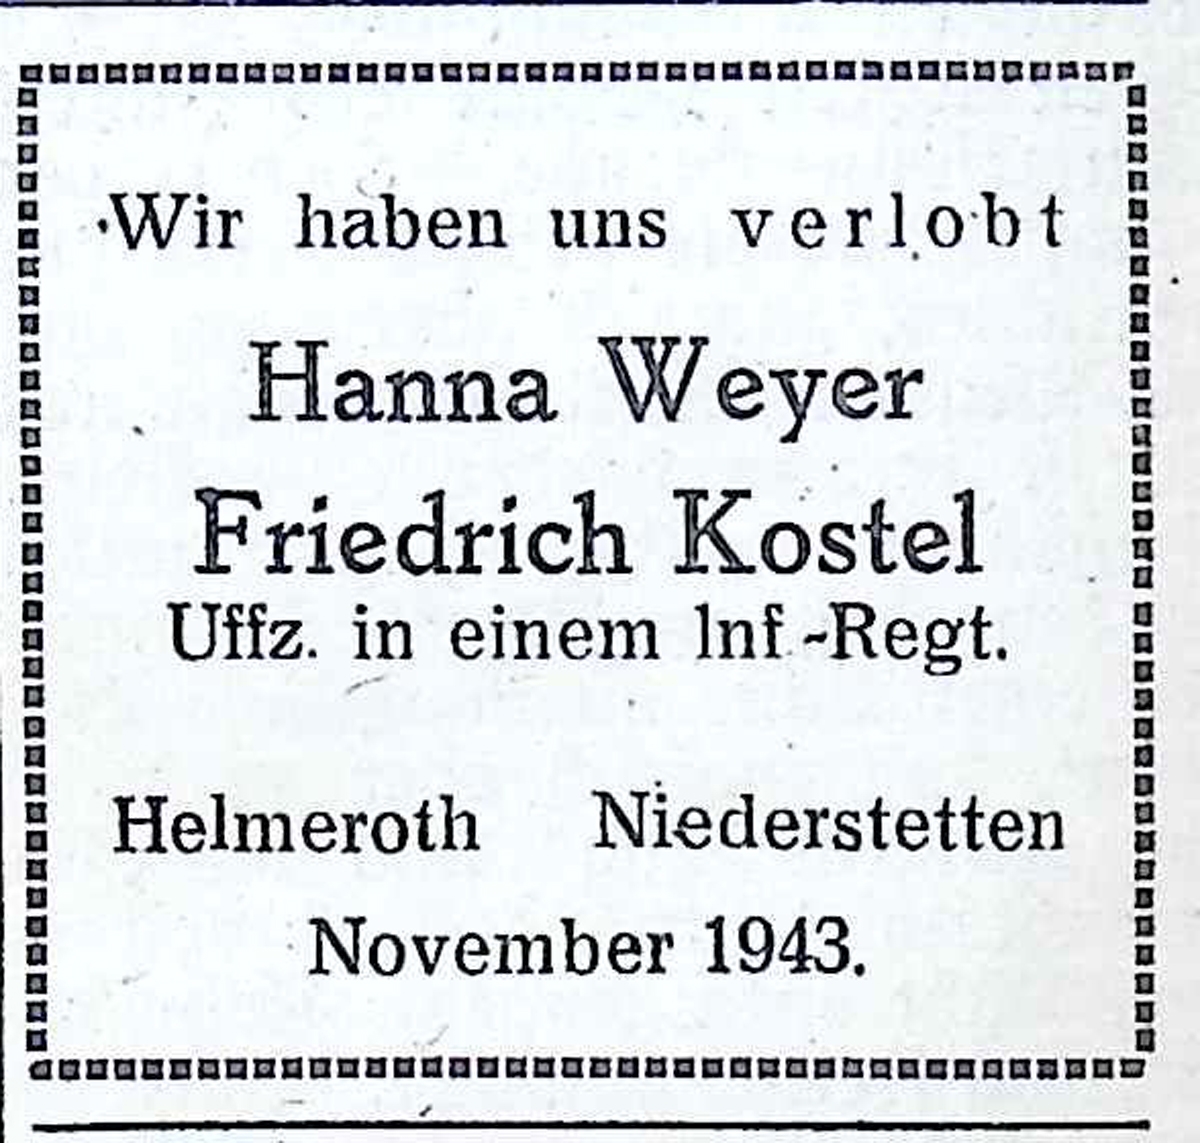 Wir haben uns verlobt
Hanna Weyer
Friedrich Kostel
Uffz. in einem Inf.-Regt.
Helmeroth Niederstetten
November 1943.